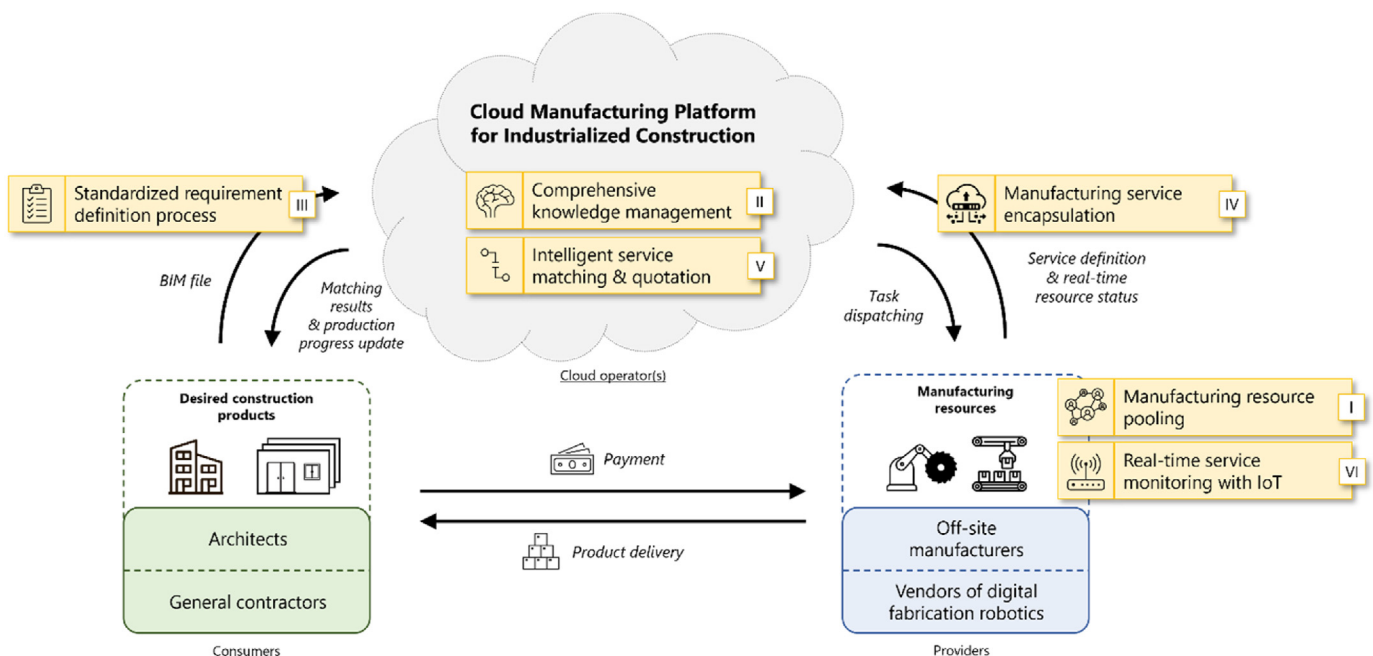 Cloud Manufacturing Platform
for Industrialized Construction
Standardized requirement
definition process
III
Comprehensive
knowledge management
II
Manufacturing service
encapsulation
IV
Intelligent service
matching & quotation
V
BIM file
Matching
results
& production
progress update
Task
dispatching
Service definition
& real-time
resource status
Cloud operator(s)
Desired construction
products
Manufacturing
resources
Manufacturing resource
pooling
I
Real-time service
monitoring with IoT
VI
Payment
Product delivery
Architects
General contractors
Consumers
Off-site
manufacturers
Vendors of digital
fabrication robotics
Providers